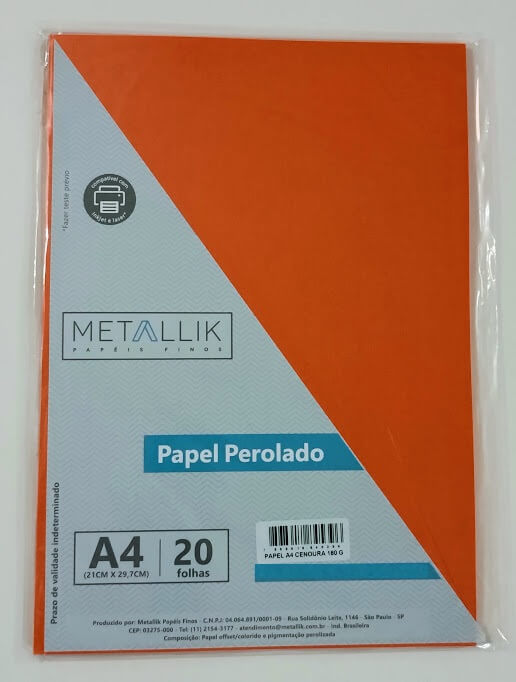 compatível com
inkjet e laser*
*Fazer teste prévio
METALLIK
PAPÉIS FINOS
Papel Perolado
Prazo de validade indeterminado
A4
(21CM X 29,7CM)
20
folhas
PAPEL A4 CENOURA 180 G
Produzido por: Metallik Papéis Finos - C.N.P.J: 04.064.691/0001-05 - Rua Solidônio Leite, 1146 - São Paulo - SP
CEP: 03275-000 - Tel: (11) 2154-3177 - atendimento@metallik.com.br - Ind. Brasileira
Composição: Papel offset/colorido e pigmentação perolizada